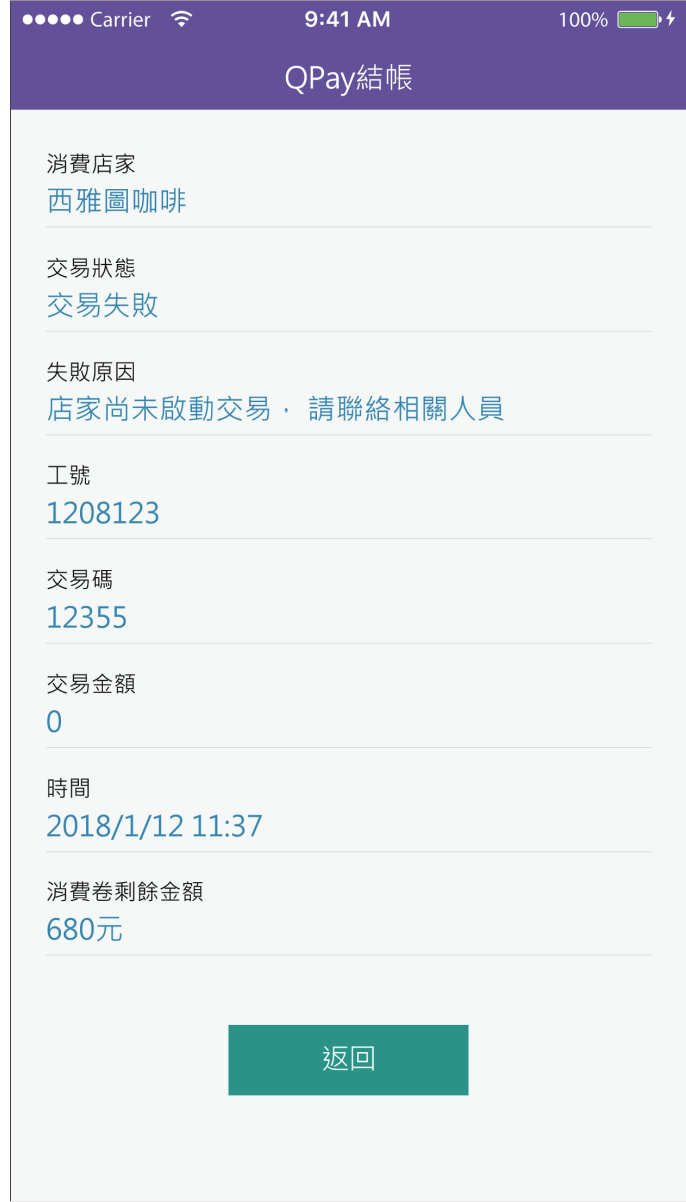 Carrier 9:41 AM 100%
QPay結帳
消費店家
西雅圖咖啡
交易狀態
交易失敗
失敗原因
店家尚未啟動交易， 請聯絡相關人員
工號
1208123
交易碼
12355
交易金額
0
時間
2018/1/12 11:37
消費卷剩餘金額
680元
返回